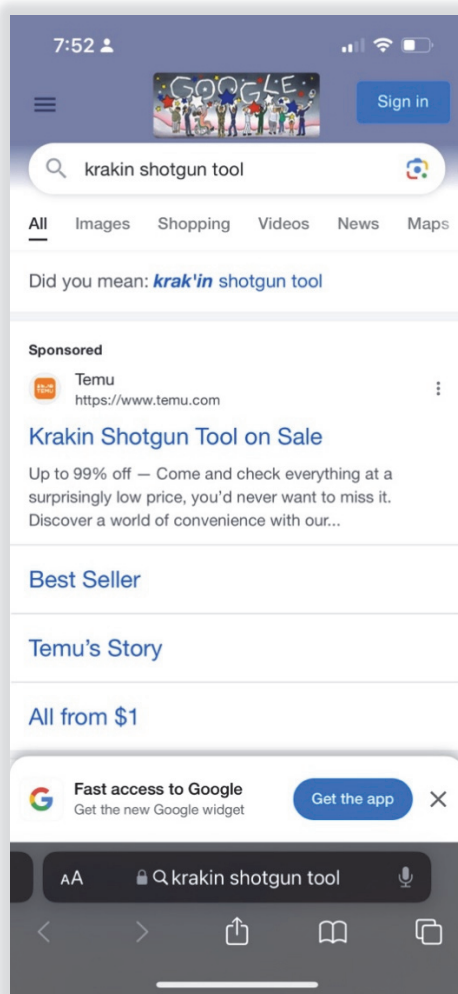 7:52
GOOGLE
Sign in
krakin shotgun tool
All Images Shopping Videos News Maps
Did you mean: krak'in shotgun tool
Sponsored
TEMU
Temu
https://www.temu.com
Krakin Shotgun Tool on Sale
Up to 99% off — Come and check everything at a
surprisingly low price, you'd never want to miss it.
Discover a world of convenience with our...
Best Seller
Temu's Story
All from $1
G
Fast access to Google
Get the new Google widget
Get the app
AA krakin shotgun tool